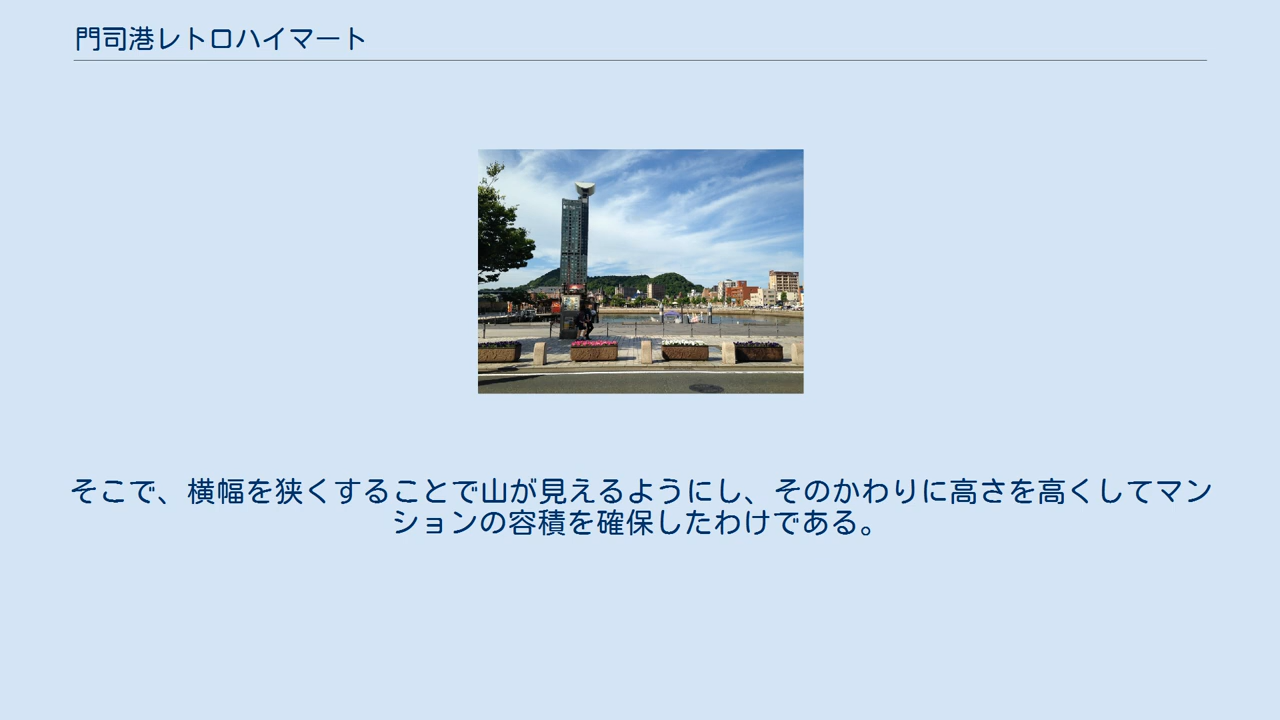 門司港レトロハイマート
そこで、横幅を狭くすることで山が見えるようにし、そのかわりに高さを高くしてマン
ションの容積を確保したわけである。